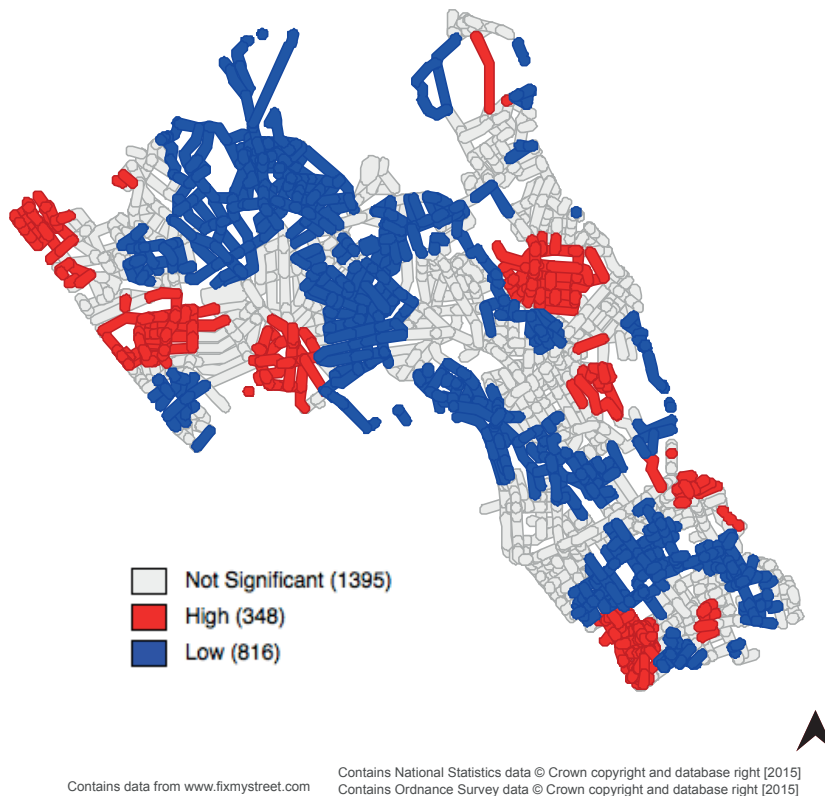 Not Significant (1395)
High (348)
Low (816)
Contains data from www.fixmystreet.com
Contains National Statistics data © Crown copyright and database right [2015]
Contains Ordnance Survey data © Crown copyright and database right [2015]